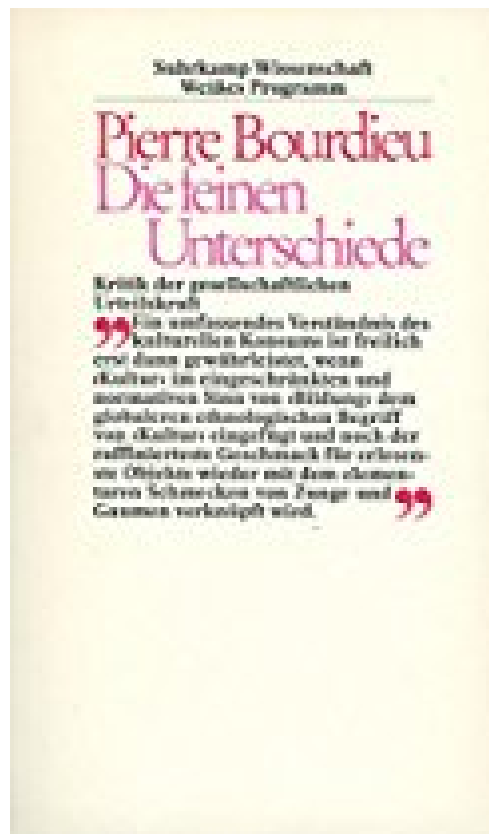 Suhrkamp Wissenschaft
Weißes Programm
Pierre Bourdieu
Die feinen
Unterschiede
Kritik der gesellschaftlichen
Urteilskraft
”Ein umfassendes Verständnis des
kulturellen Konsums ist freilich
erst dann gewährleistet, wenn
›Kultur‹ im eingeschränkten und
normativen Sinn von ›Bildung‹ dem
globaleren ethnologischen Begriff
von ›Kultur‹ eingefügt und noch der
raffinierteste Geschmack für erlesen-
ste Objekte wieder mit dem elemen-
taren Schmecken von Zunge und
Gaumen verknüpft wird.”